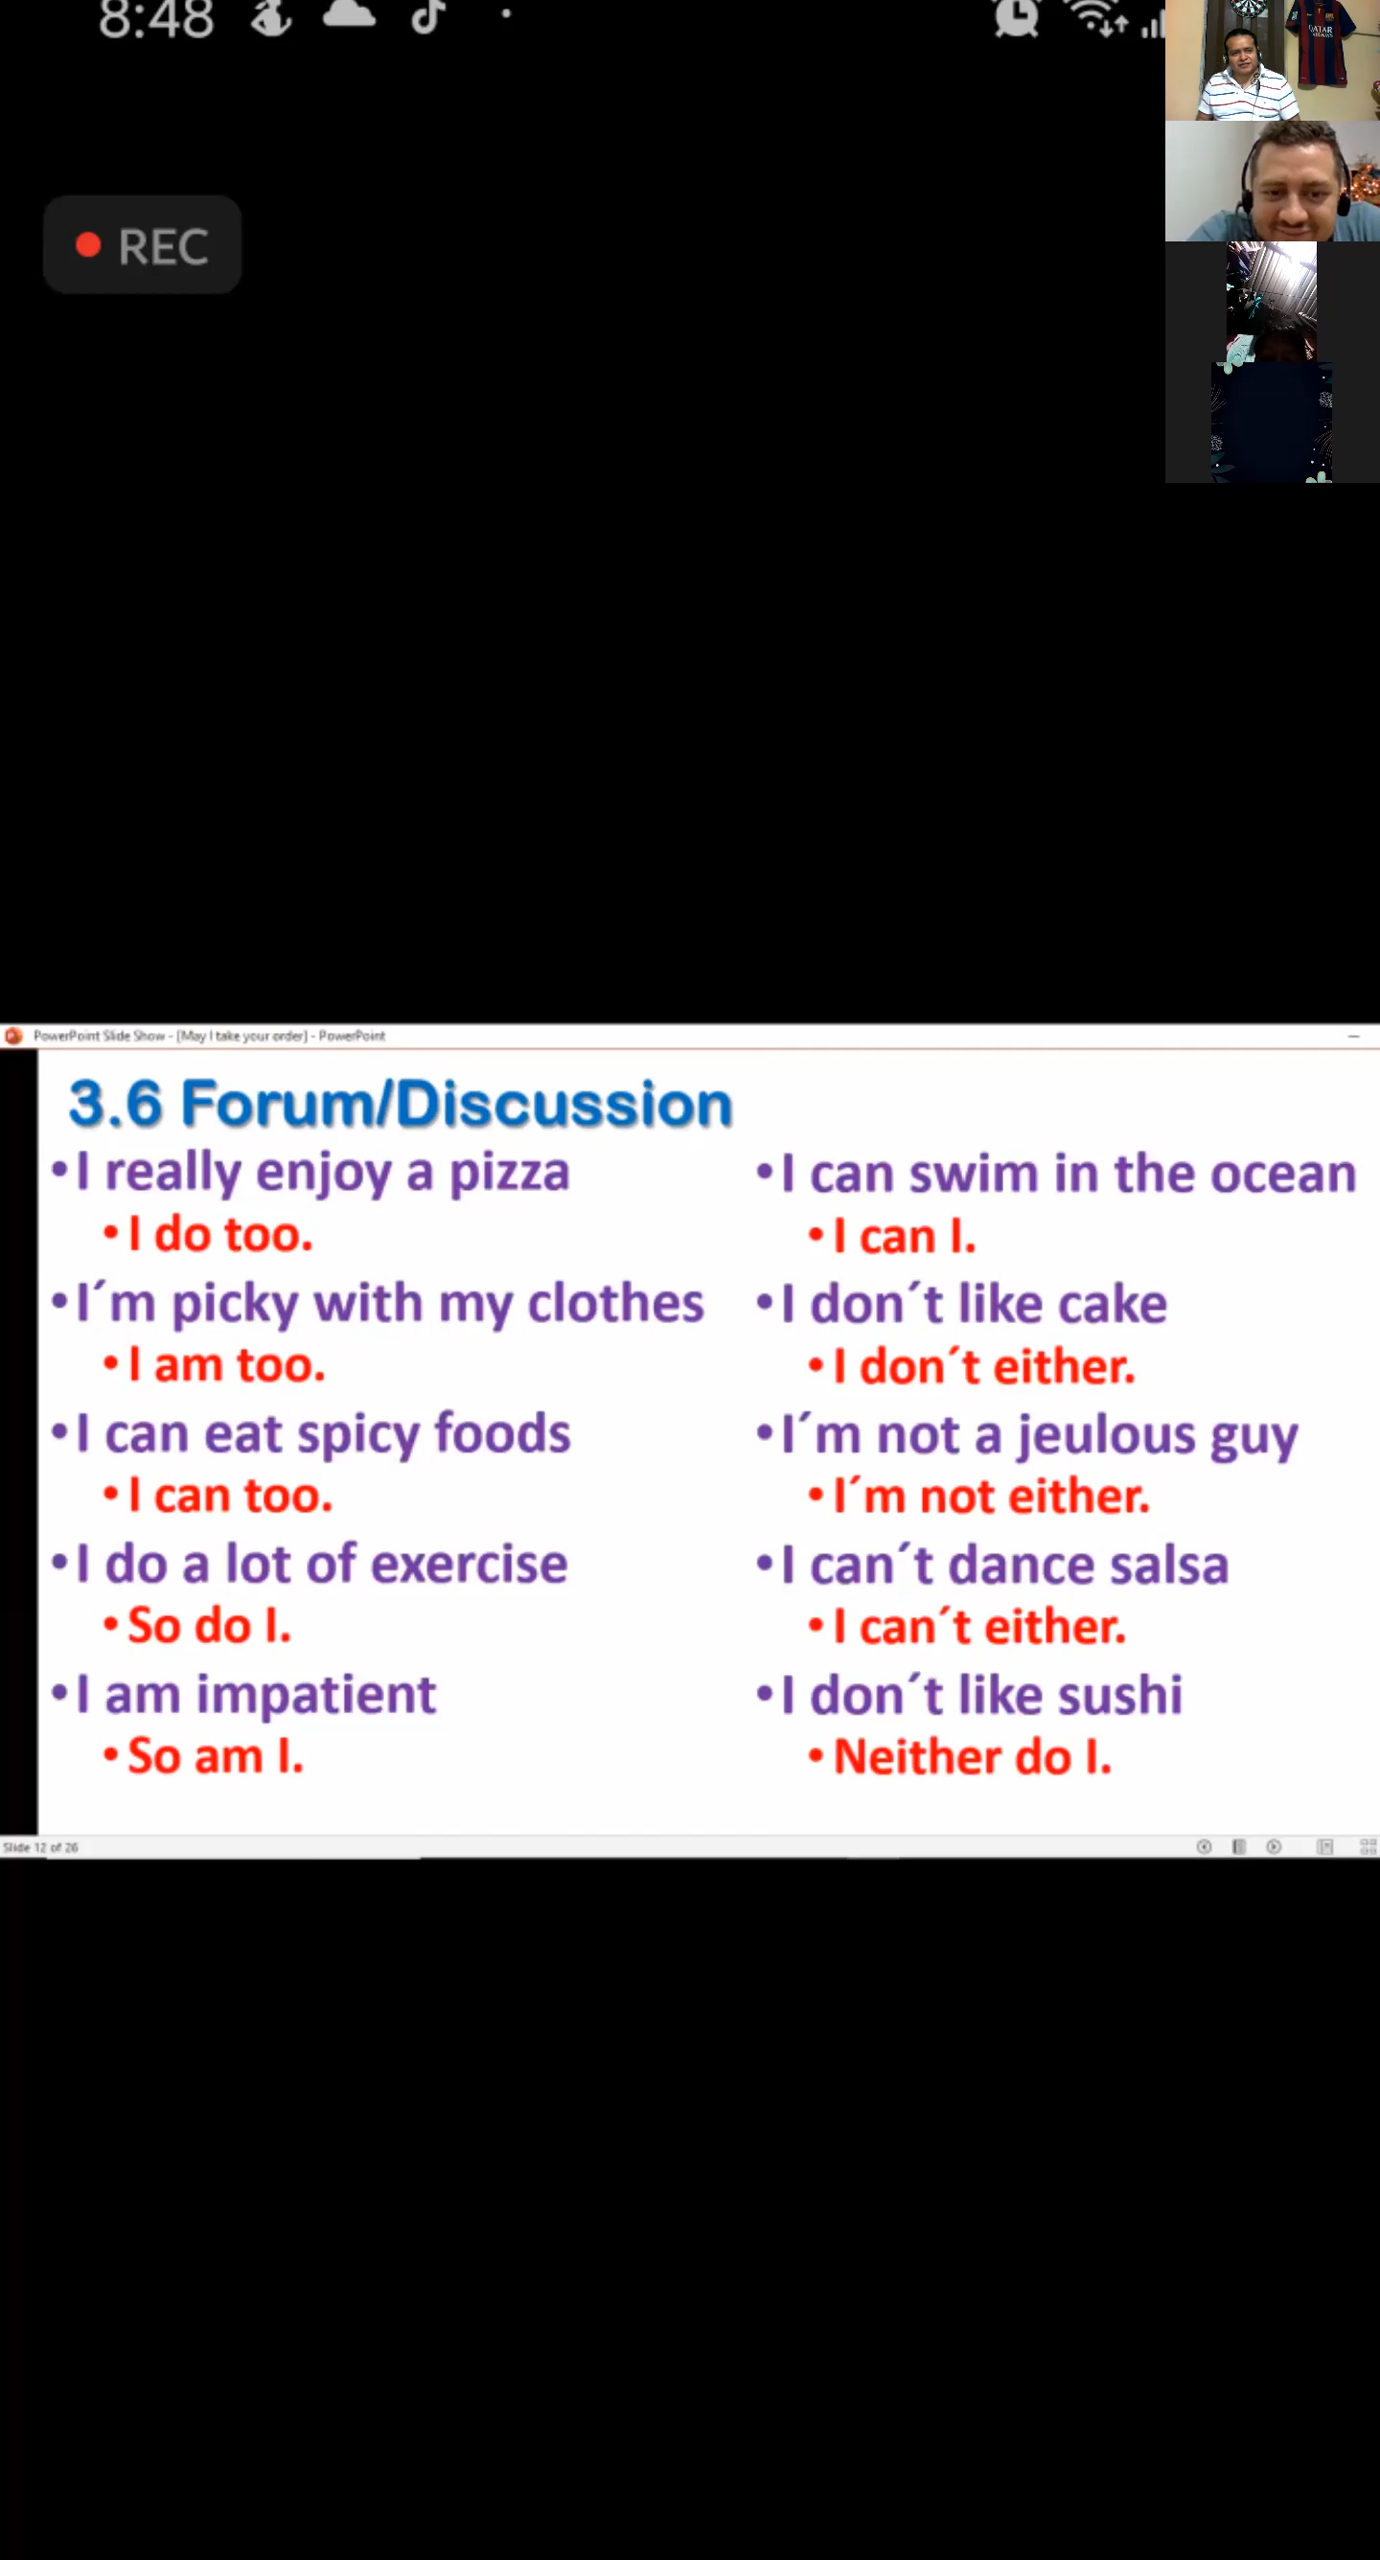 8:48
REC
QATAR
AIRWAYS
PowerPoint Slide Show - [May I take your order] - PowerPoint
3.6 Forum/Discussion
•I really enjoy a pizza
•I do too.
•I´m picky with my clothes
•I am too.
•I can eat spicy foods
•I can too.
•I do a lot of exercise
•So do I.
•I am impatient
•So am I.
•I can swim in the ocean
•I can I.
•I don´t like cake
•I don´t either.
•I´m not a jeulous guy
•I´m not either.
•I can´t dance salsa
•I can´t either.
•I don´t like sushi
•Neither do I.
Slide 12 of 26